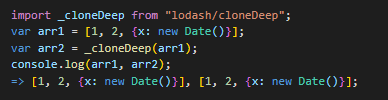 import _cloneDeep from "lodash/cloneDeep";
var arr1 = [1, 2, {x: new Date()}];
var arr2 = _cloneDeep(arr1);
console.log(arr1, arr2);
=> [1, 2, {x: new Date()}], [1, 2, {x: new Date()}];